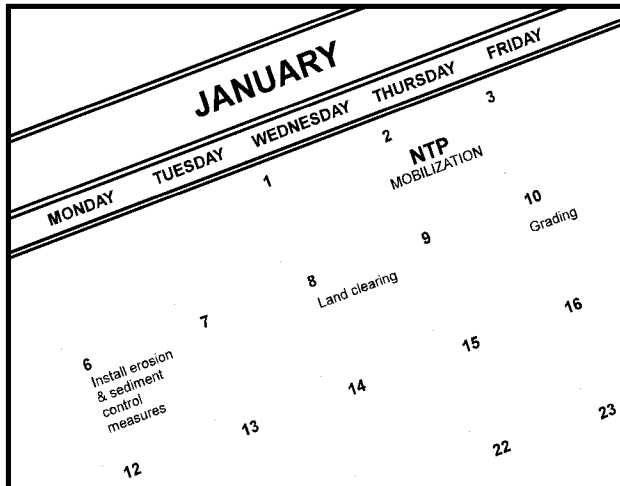 JANUARY
MONDAY TUESDAY WEDNESDAY THURSDAY FRIDAY
1 2 3
NTP
MOBILIZATION
6 7 8 9 10
Install erosion
& sediment
control
measures
Land clearing
Grading
12 13 14 15 16
22 23